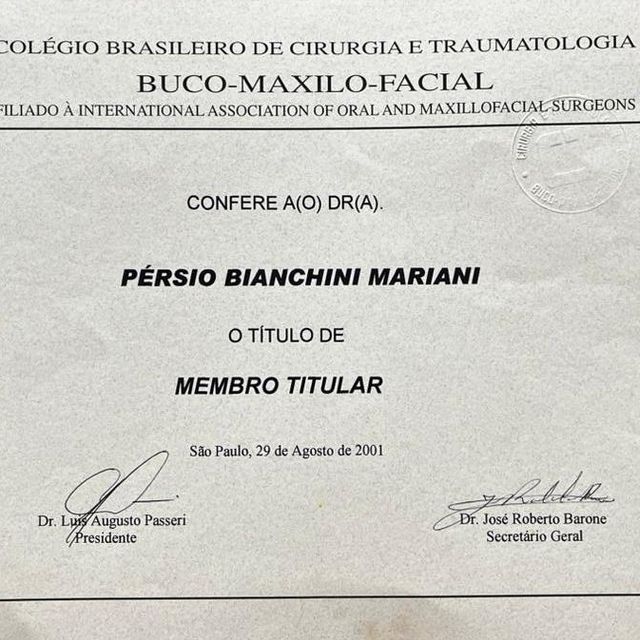 COLÉGIO BRASILEIRO DE CIRURGIA E TRAUMATOLOGIA
BUCO-MAXILO-FACIAL
FILIADO À INTERNATIONAL ASSOCIATION OF ORAL AND MAXILLOFACIAL SURGEONS
CIRURGIA E
BUCO
CONFERE A(O) DR(A).
PÉRSIO BIANCHINI MARIANI
O TÍTULO DE
MEMBRO TITULAR
São Paulo, 29 de Agosto de 2001
Dr. Luis Augusto Passeri
Presidente
Dr. José Roberto Barone
Secretário Geral